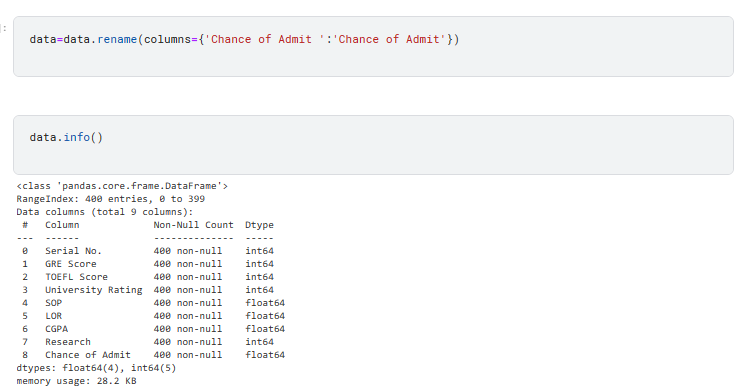 ]:
data=data.rename(columns={'Chance of Admit ':'Chance of Admit'})
data.info()
<class 'pandas.core.frame.DataFrame'>
RangeIndex: 400 entries, 0 to 399
Data columns (total 9 columns):
 #   Column             Non-Null Count  Dtype
---  ------             --------------  -----
 0   Serial No.         400 non-null    int64
 1   GRE Score          400 non-null    int64
 2   TOEFL Score        400 non-null    int64
 3   University Rating  400 non-null    int64
 4   SOP                400 non-null    float64
 5   LOR                400 non-null    float64
 6   CGPA               400 non-null    float64
 7   Research           400 non-null    int64
 8   Chance of Admit    400 non-null    float64
dtypes: float64(4), int64(5)
memory usage: 28.2 KB